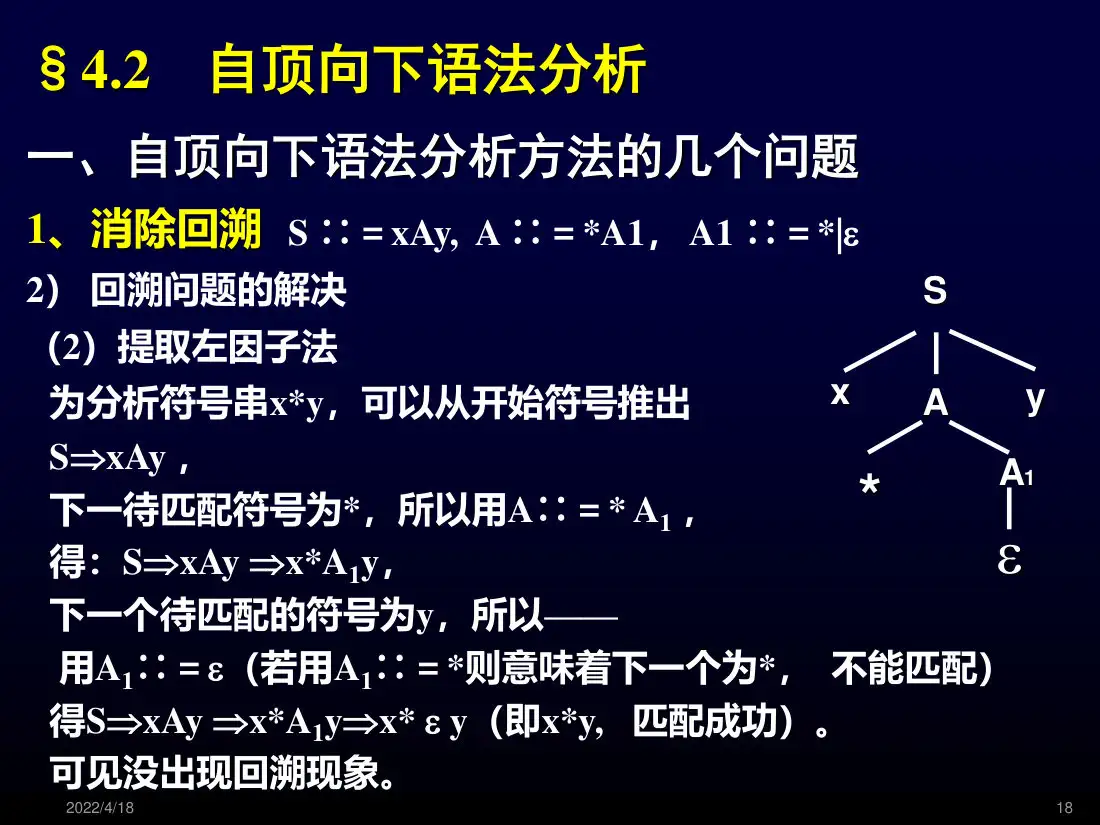 §4.2 自顶向下语法分析
一、自顶向下语法分析方法的几个问题
1、消除回溯 S∷=xAy, A∷=*A1, A1∷=*|ε
2） 回溯问题的解决
（2）提取左因子法
为分析符号串x*y，可以从开始符号推出
S⇒xAy ，
下一待匹配符号为*，所以用A∷=* A₁ ，
得：S⇒xAy ⇒x*A₁y，
下一个待匹配的符号为y，所以——
用A₁∷=ε（若用A₁∷=*则意味着下一个为*， 不能匹配）
得S⇒xAy ⇒x*A₁y⇒x* ε y（即x*y, 匹配成功）。
可见没出现回溯现象。
S
x A y
* A₁
ε
2022/4/18 18